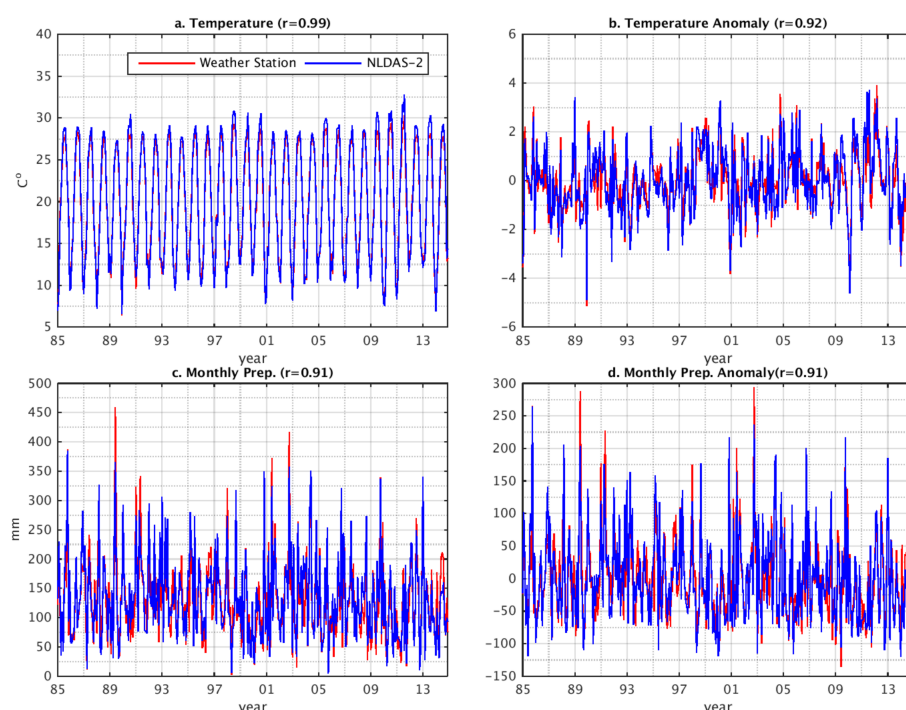 a. Temperature (r=0.99)
40
35
30
25
20
15
10
5
C°
85 89 93 97 01 05 09 13
year
Weather Station NLDAS-2
b. Temperature Anomaly (r=0.92)
6
4
2
0
−2
−4
−6
85 89 93 97 01 05 09 13
year
c. Monthly Prep. (r=0.91)
500
450
400
350
300
250
200
150
100
50
0
mm
85 89 93 97 01 05 09 13
year
d. Monthly Prep. Anomaly(r=0.91)
300
250
200
150
100
50
0
−50
−100
−150
85 89 93 97 01 05 09 13
year